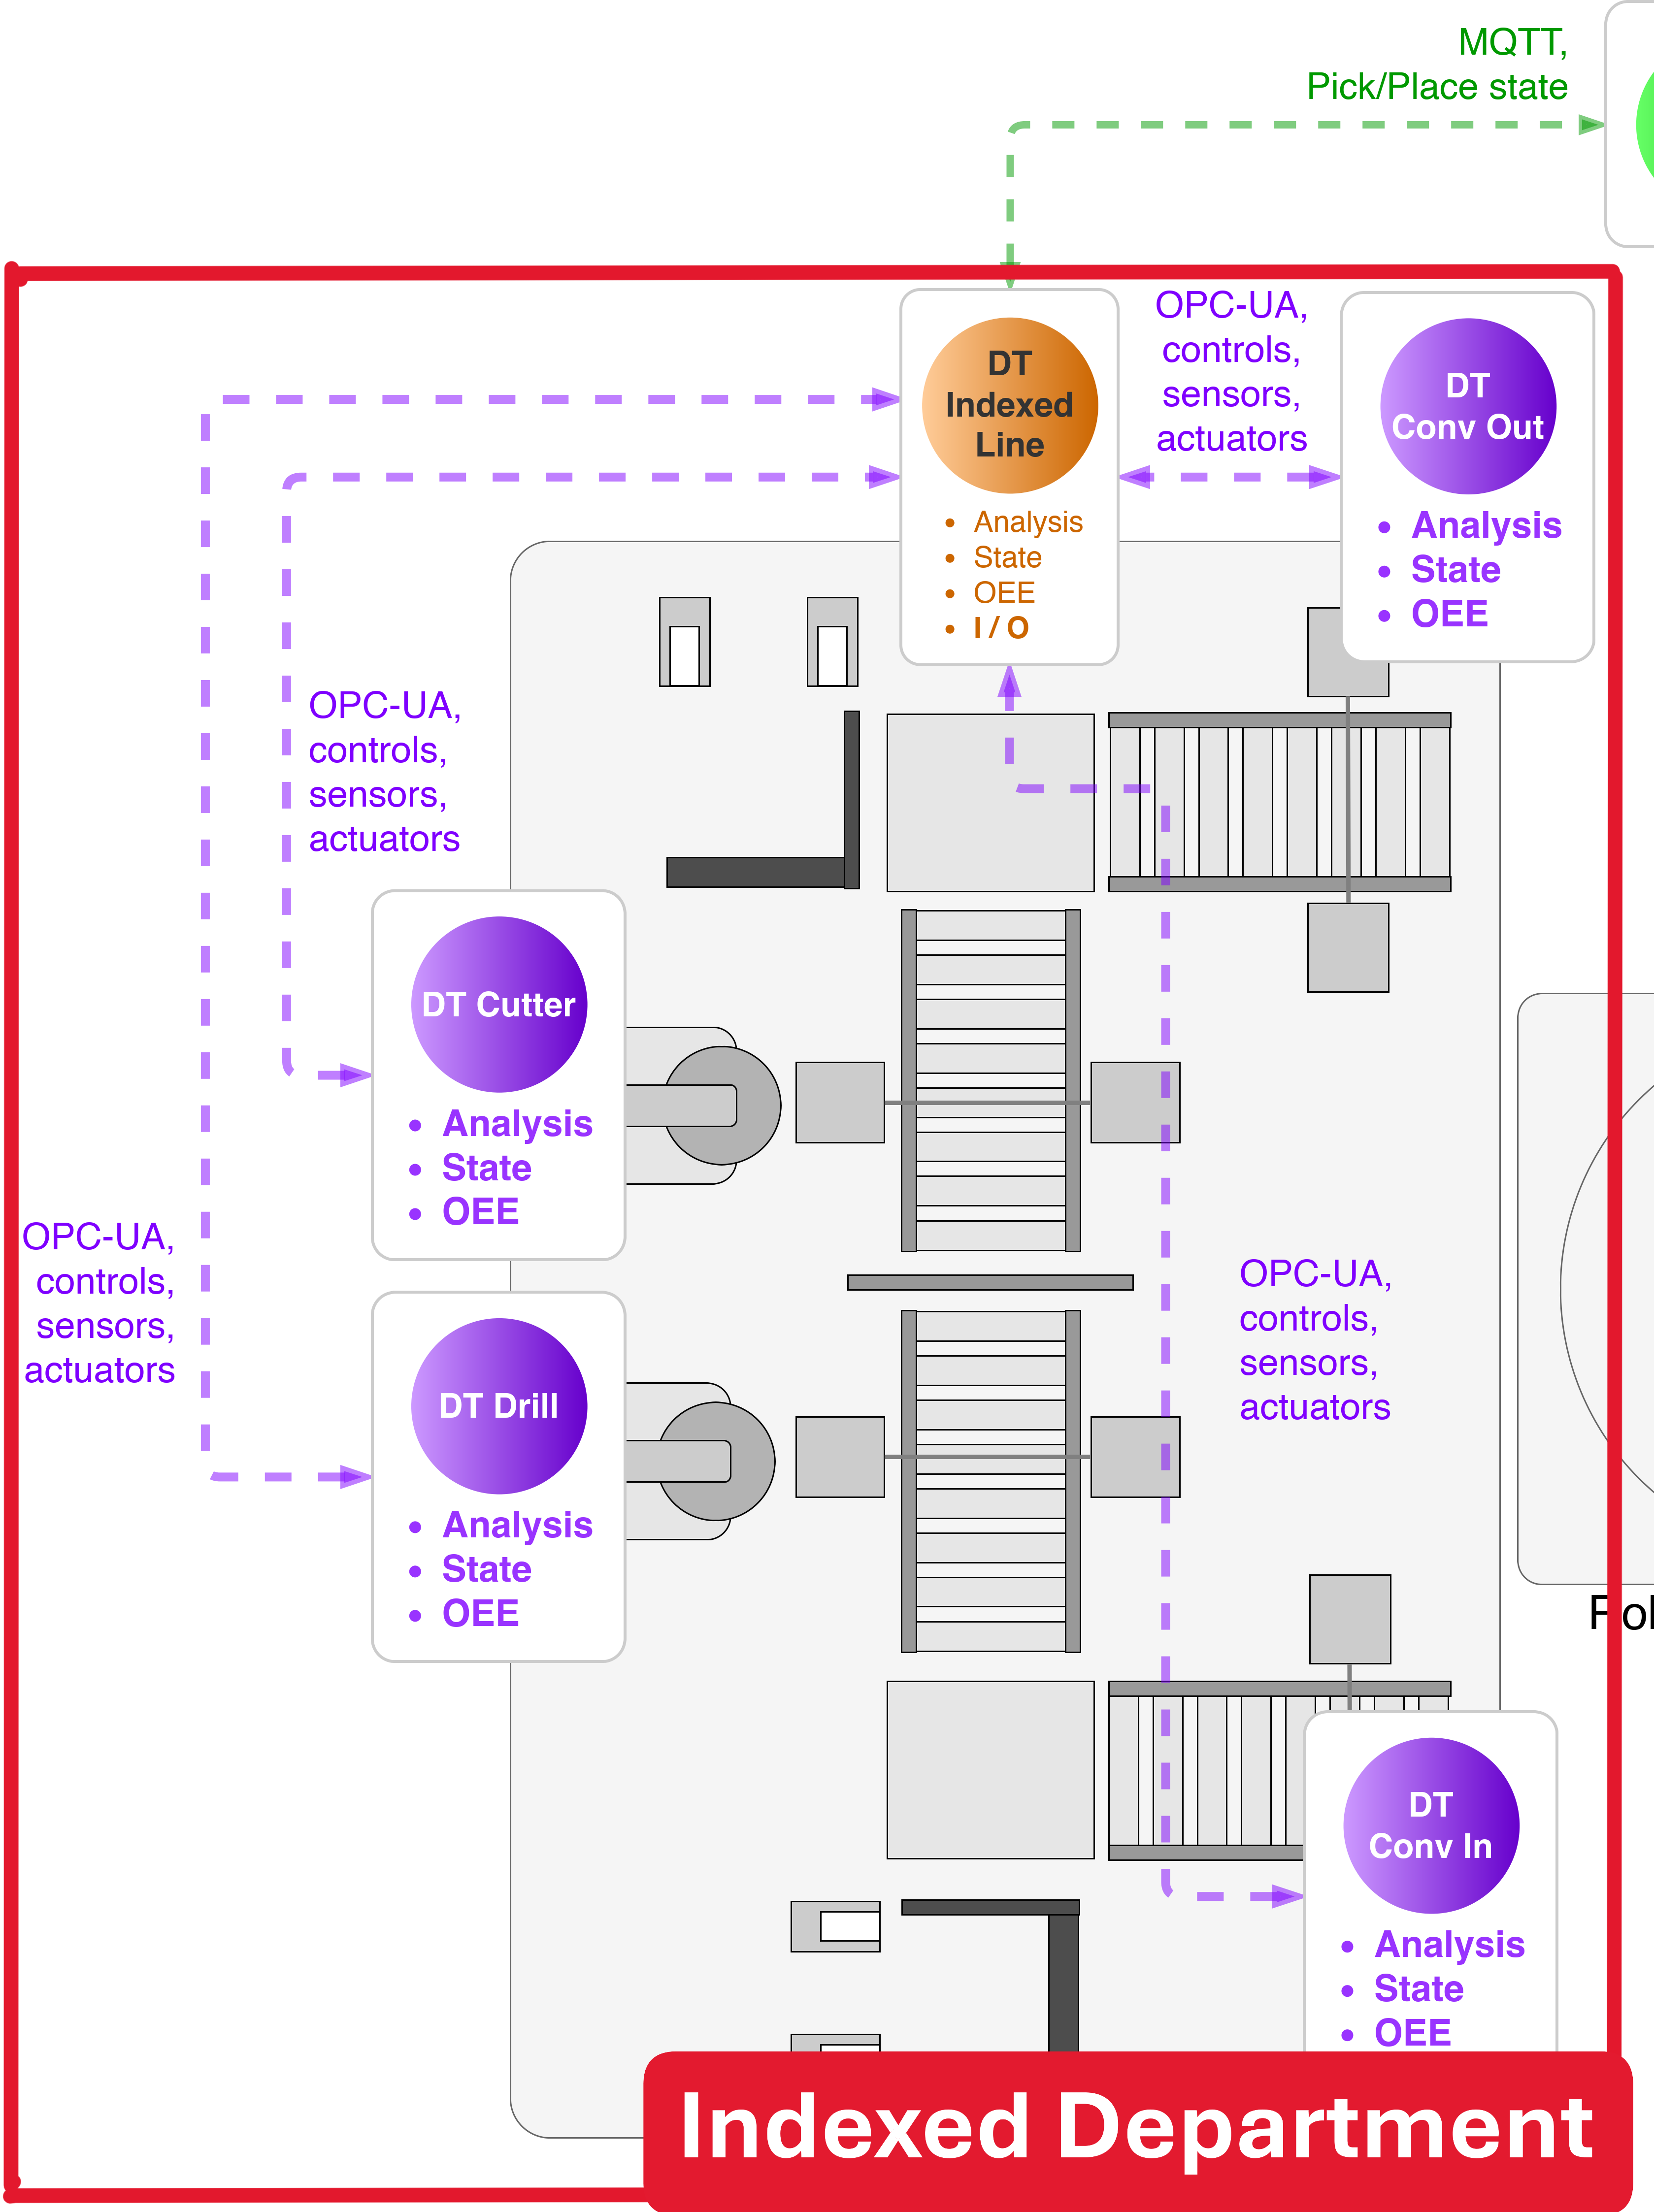 MQTT,
Pick/Place state
DT
Indexed
Line
• Analysis
• State
• OEE
• I / O
OPC-UA,
controls,
sensors,
actuators
DT
Conv Out
• Analysis
• State
• OEE
OPC-UA,
controls,
sensors,
actuators
DT Cutter
• Analysis
• State
• OEE
OPC-UA,
controls,
sensors,
actuators
DT Drill
• Analysis
• State
• OEE
OPC-UA,
controls,
sensors,
actuators
DT
Conv In
• Analysis
• State
• OEE
Indexed Department